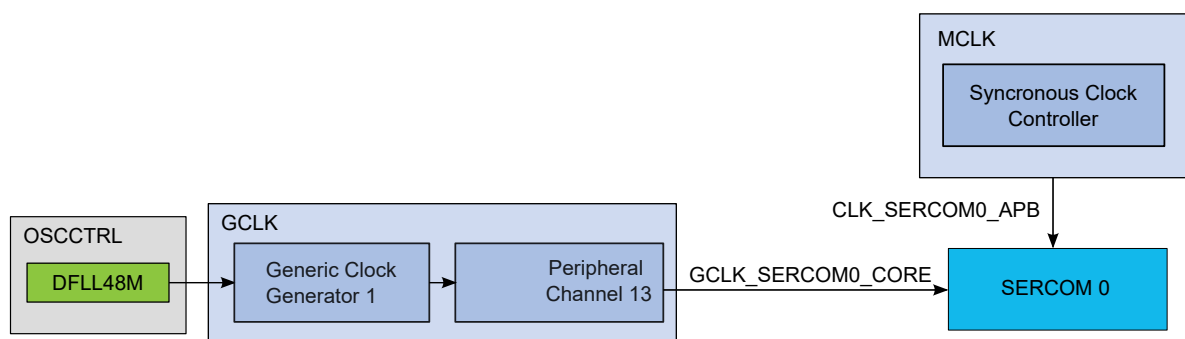 MCLK
Syncronous Clock
Controller
CLK_SERCOM0_APB
OSCCTRL
DFLL48M
GCLK
Generic Clock
Generator 1
Peripheral
Channel 13
GCLK_SERCOM0_CORE
SERCOM 0